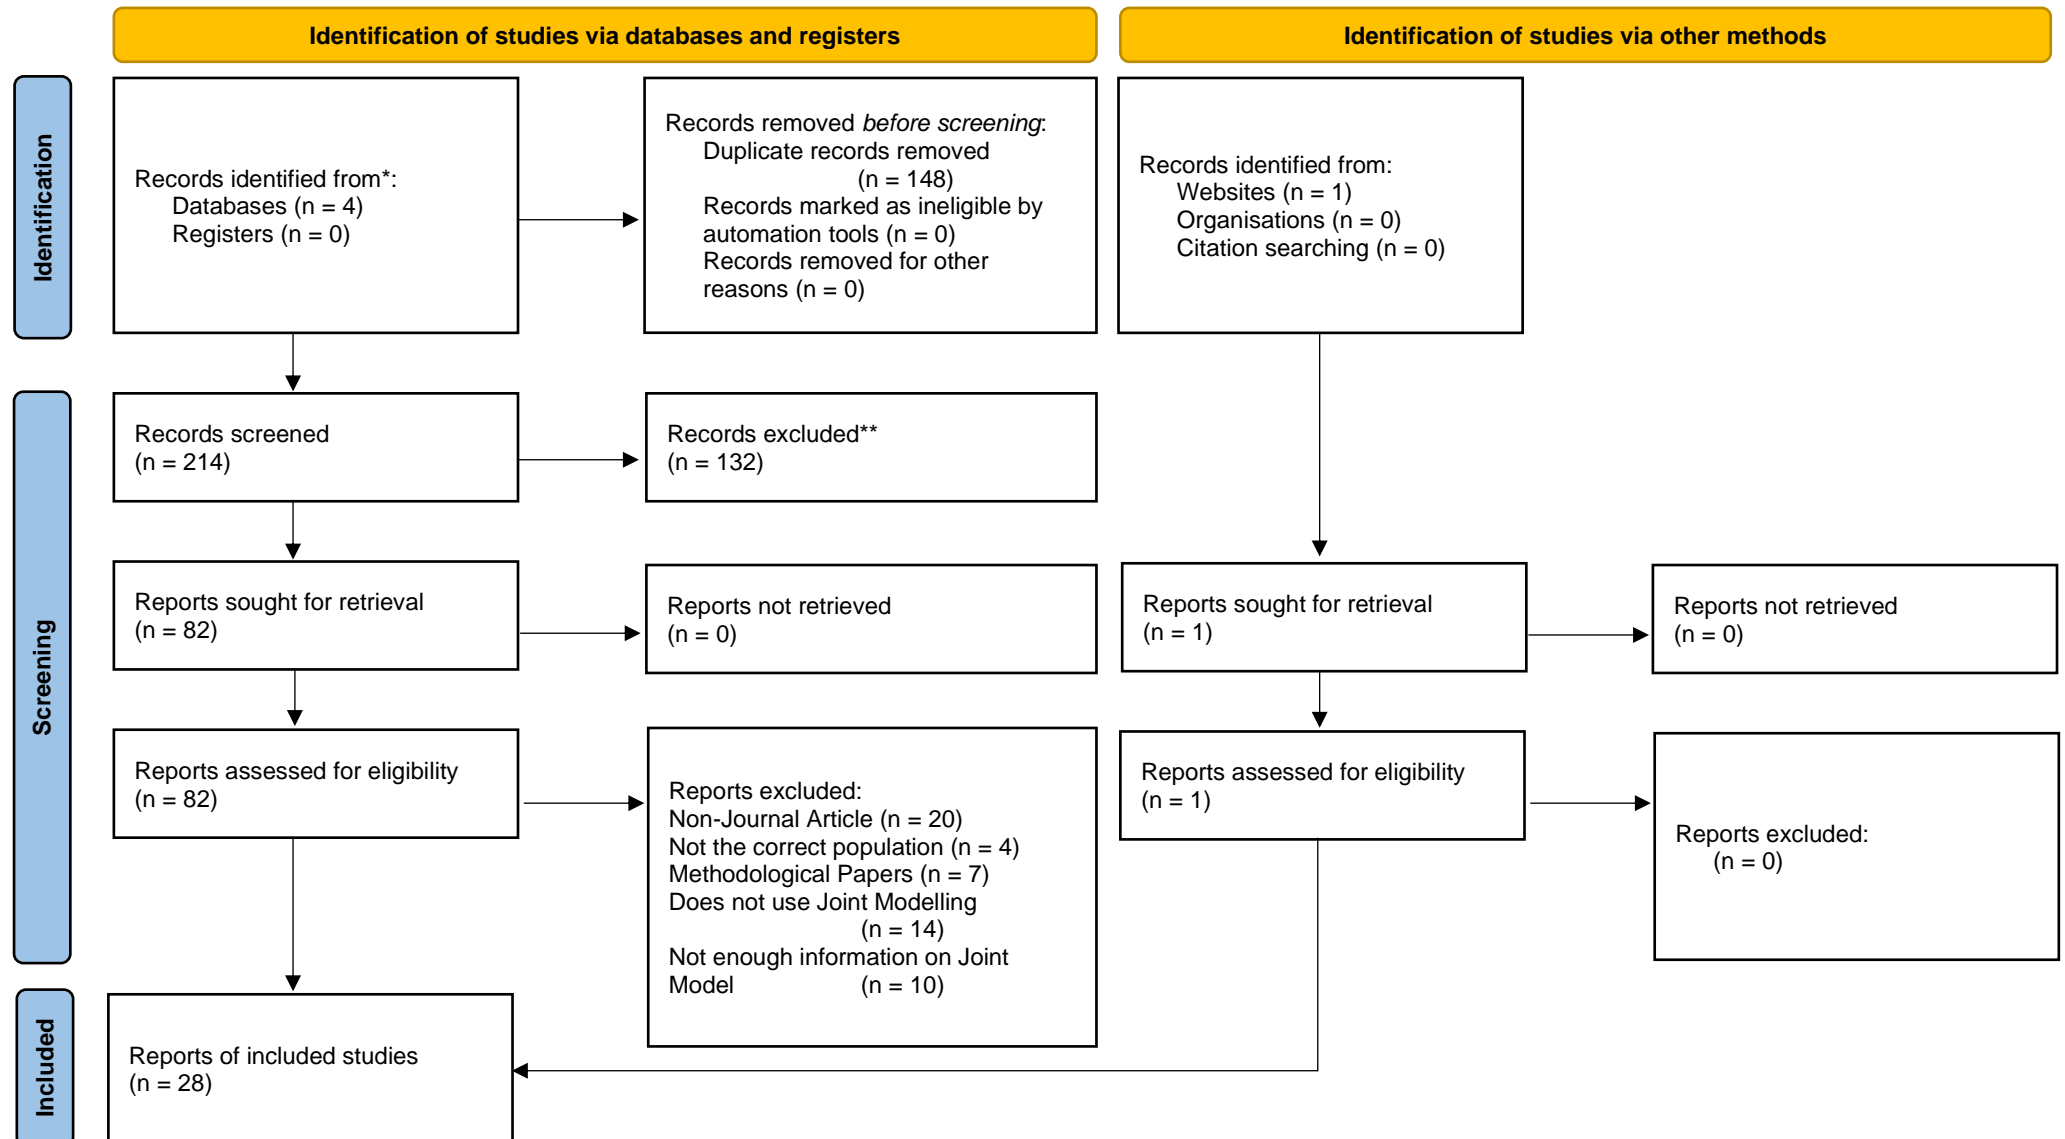 Identification of studies via databases and registers
Identification of studies via other methods
Identification
Records identified from*:
Databases (n = 4)
Registers (n = 0)
Records removed before screening:
Duplicate records removed
(n = 148)
Records marked as ineligible by
automation tools (n = 0)
Records removed for other
reasons (n = 0)
Records identified from:
Websites (n = 1)
Organisations (n = 0)
Citation searching (n = 0)
Screening
Records screened
(n = 214)
Records excluded**
(n = 132)
Reports sought for retrieval
(n = 82)
Reports not retrieved
(n = 0)
Reports sought for retrieval
(n = 1)
Reports not retrieved
(n = 0)
Reports assessed for eligibility
(n = 82)
Reports excluded:
Non-Journal Article (n = 20)
Not the correct population (n = 4)
Methodological Papers (n = 7)
Does not use Joint Modelling
(n = 14)
Not enough information on Joint
Model (n = 10)
Reports assessed for eligibility
(n = 1)
Reports excluded:
(n = 0)
Included
Reports of included studies
(n = 28)